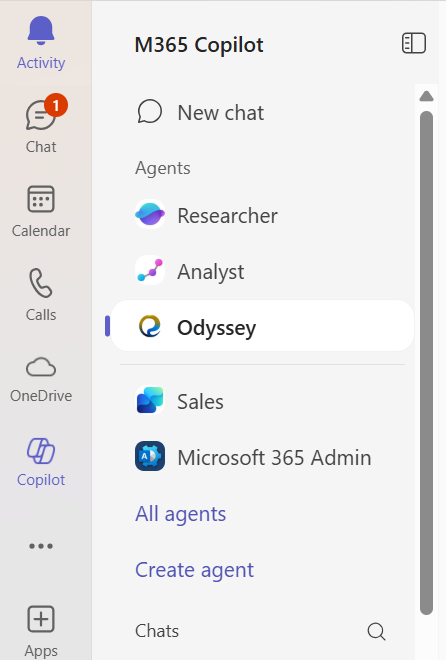 Activity
1
Chat
Calendar
Calls
OneDrive
Copilot
Apps
M365 Copilot
New chat
Agents
Researcher
Analyst
Odyssey
Sales
Microsoft 365 Admin
All agents
Create agent
Chats